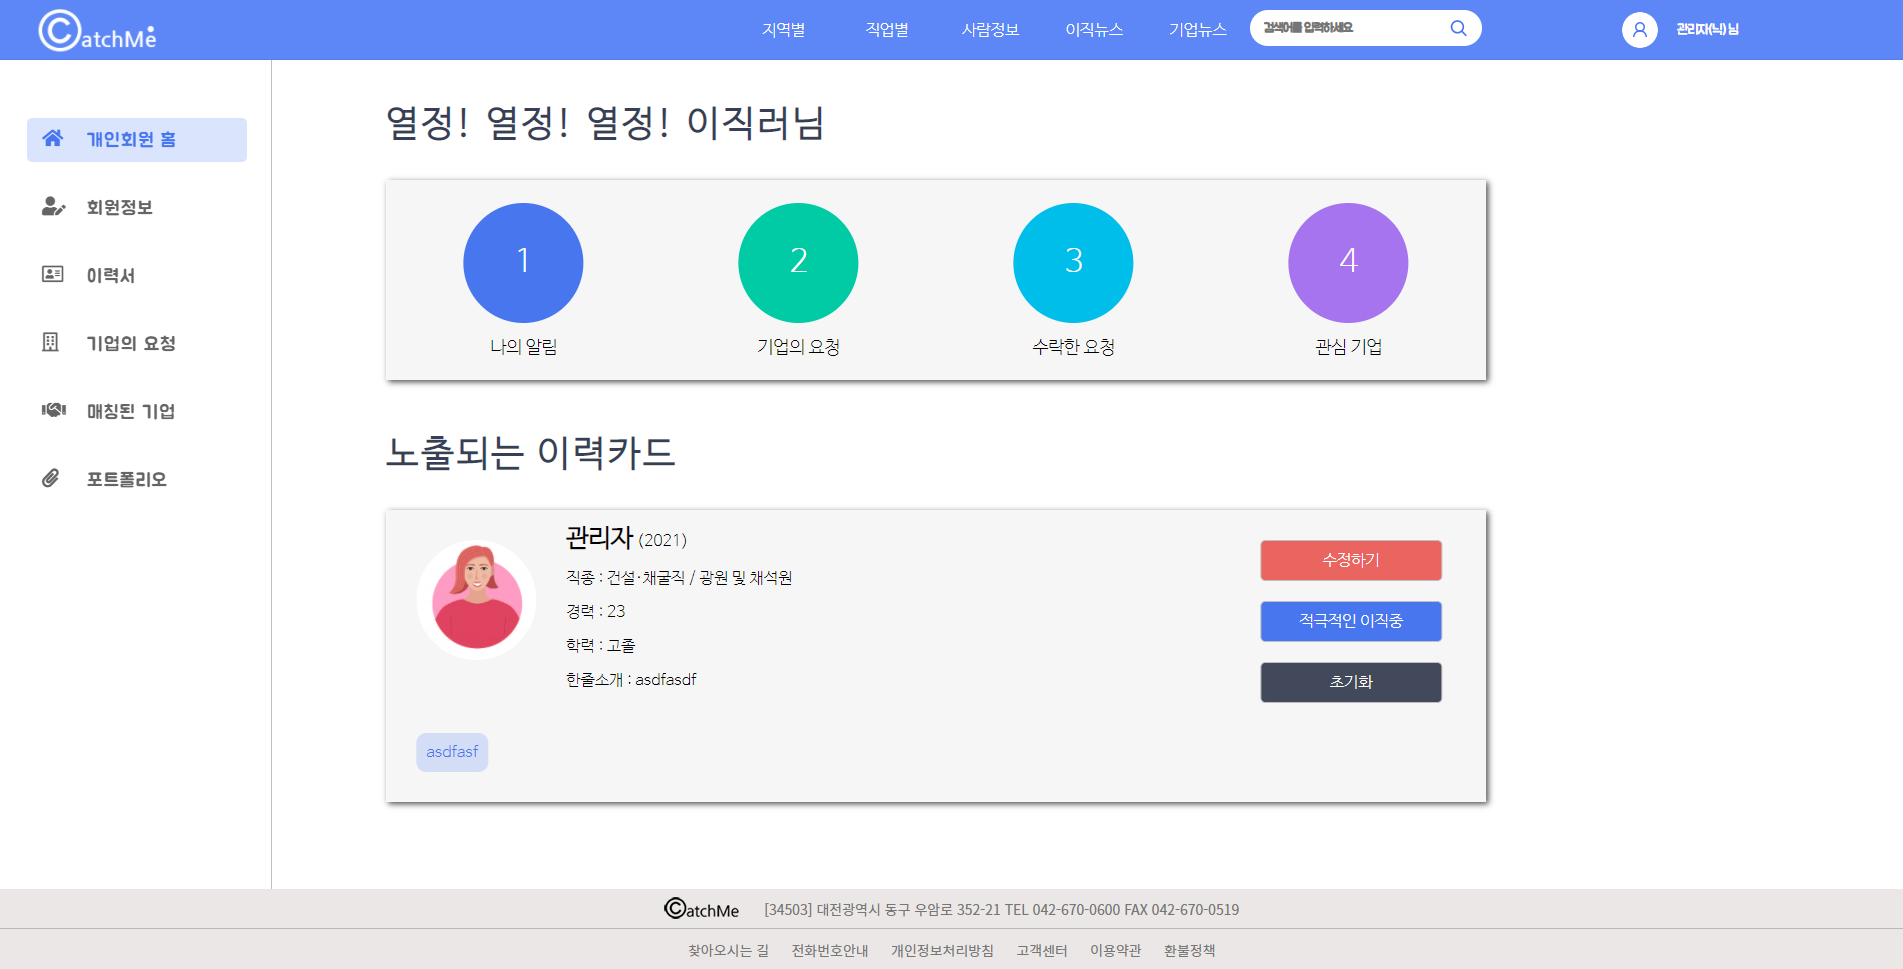 CatchMe
지역별 직업별 사람정보 이직뉴스 기업뉴스 검색어를 입력하세요 관리자(닉) 님
개인회원 홈
회원정보
이력서
기업의 요청
매칭된 기업
포트폴리오
열정! 열정! 열정! 이직러님
1 2 3 4
나의 알림 기업의 요청 수락한 요청 관심 기업
노출되는 이력카드
관리자 (2021)
직종 : 건설·채굴직 / 광원 및 채석원
경력 : 23
학력 : 고졸
한줄소개 : asdfasdf
수정하기
적극적인 이직중
초기화
asdfasf
CatchMe [34503] 대전광역시 동구 우암로 352-21 TEL 042-670-0600 FAX 042-670-0519
찾아오시는 길 전화번호안내 개인정보처리방침 고객센터 이용약관 환불정책